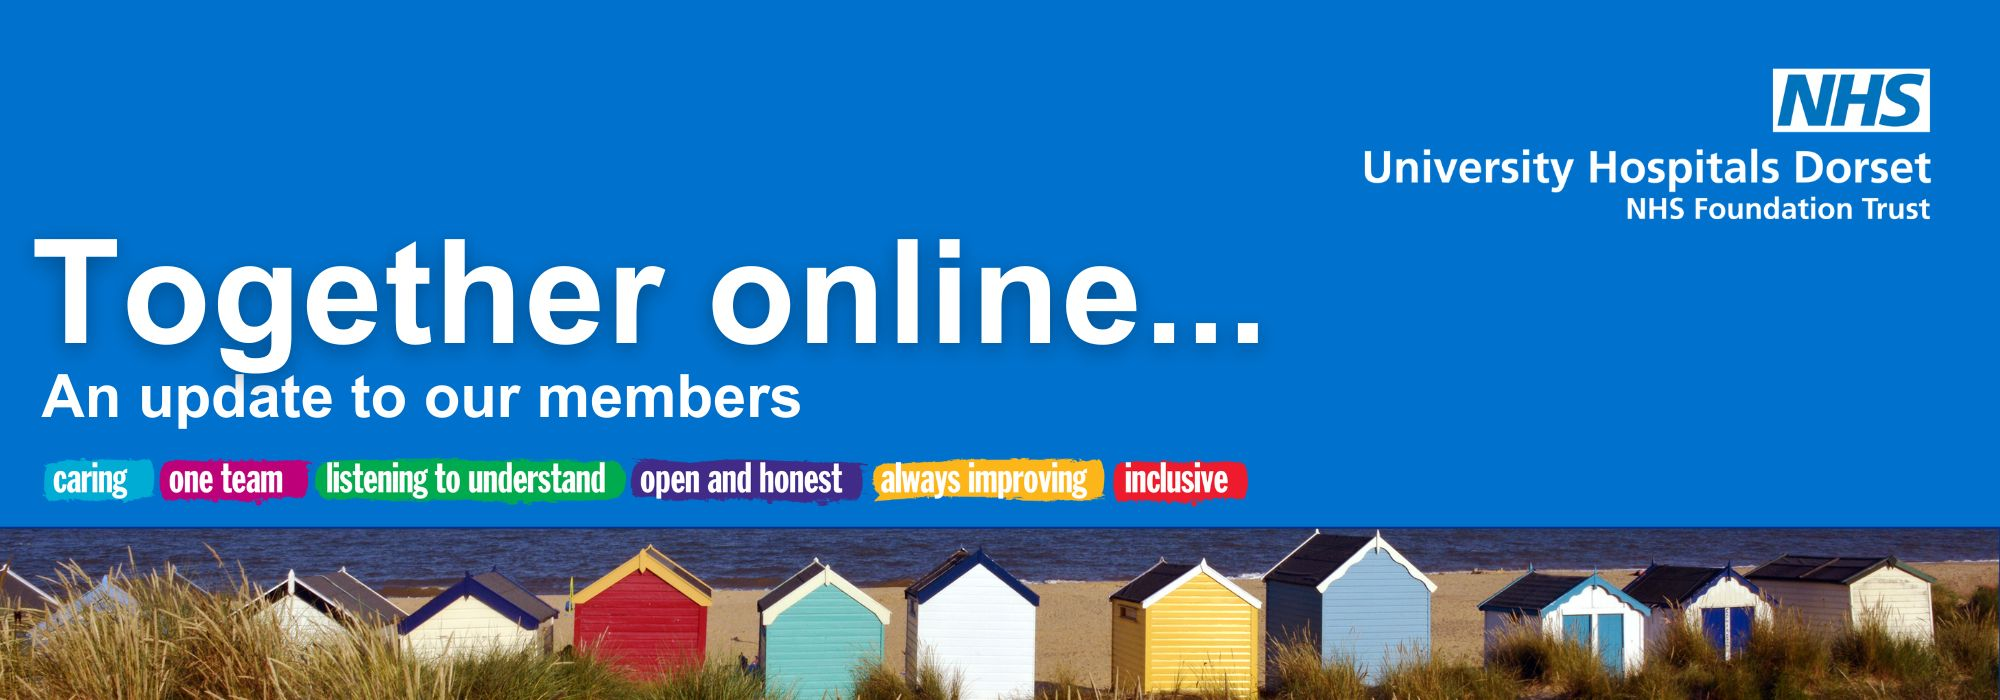 NHS
University Hospitals Dorset
NHS Foundation Trust
Together online...
An update to our members
caring one team listening to understand open and honest always improving inclusive